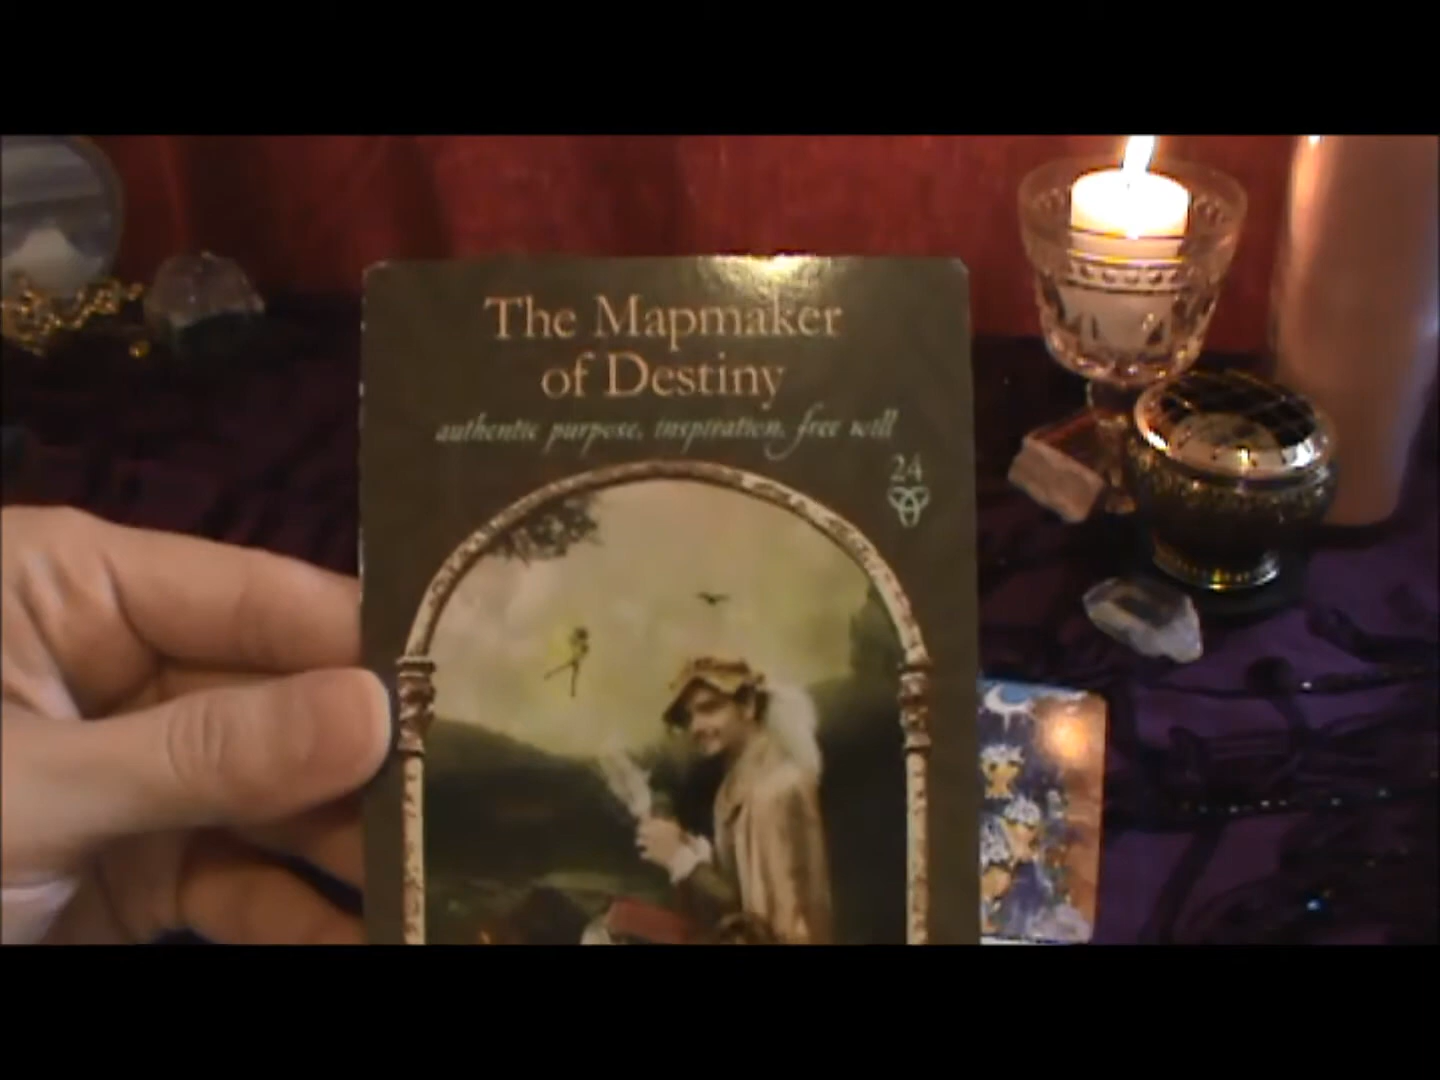 The Mapmaker
of Destiny
authentic purpose, inspiration, free will
24